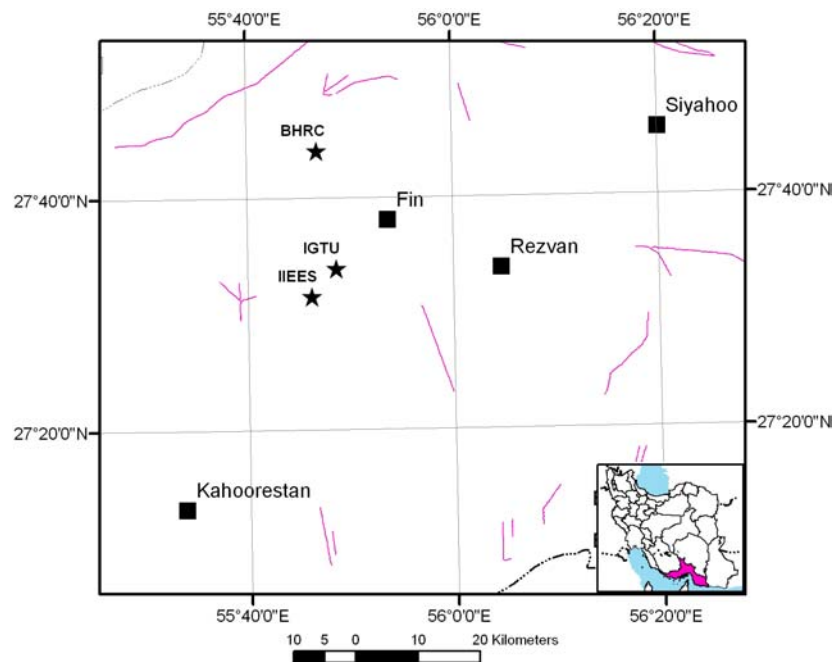 55°40'0"E 56°0'0"E 56°20'0"E
Siyahoo
BHRC
27°40'0"N 27°40'0"N
Fin
IGTU
Rezvan
IIEES
27°20'0"N 27°20'0"N
Kahoorestan
55°40'0"E 56°0'0"E 56°20'0"E
10 5 0 10 20 Kilometers